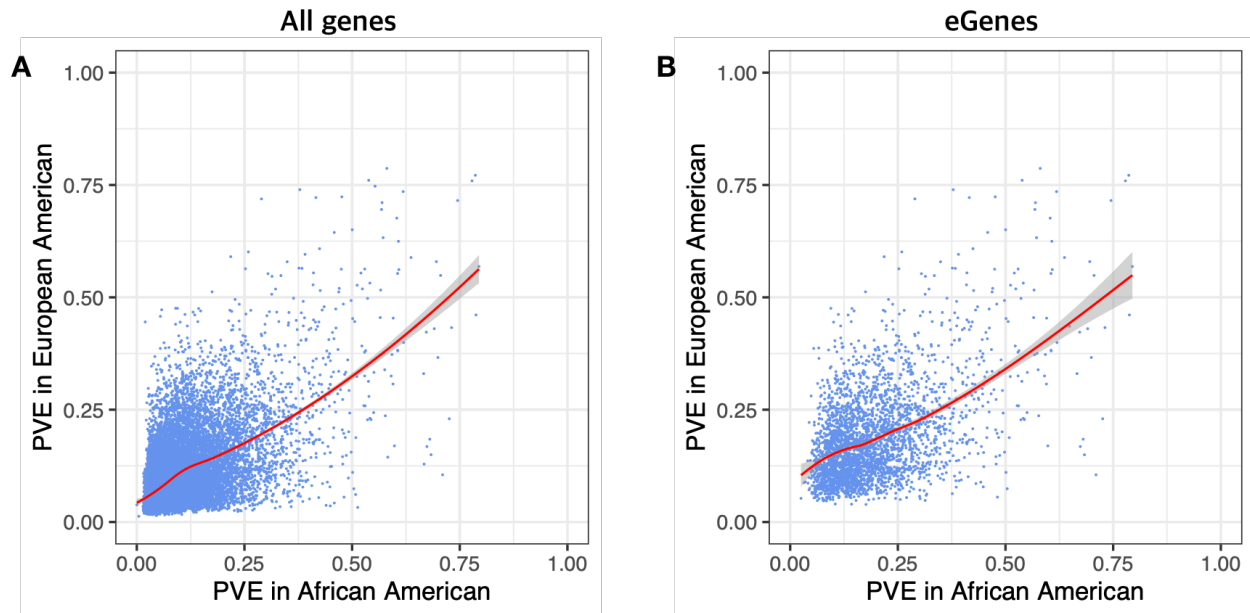 All genes
A
1.00
0.75
0.50
0.25
0.00
PVE in European American
0.00 0.25 0.50 0.75 1.00
PVE in African American
eGenes
B
1.00
0.75
0.50
0.25
0.00
PVE in European American
0.00 0.25 0.50 0.75 1.00
PVE in African American